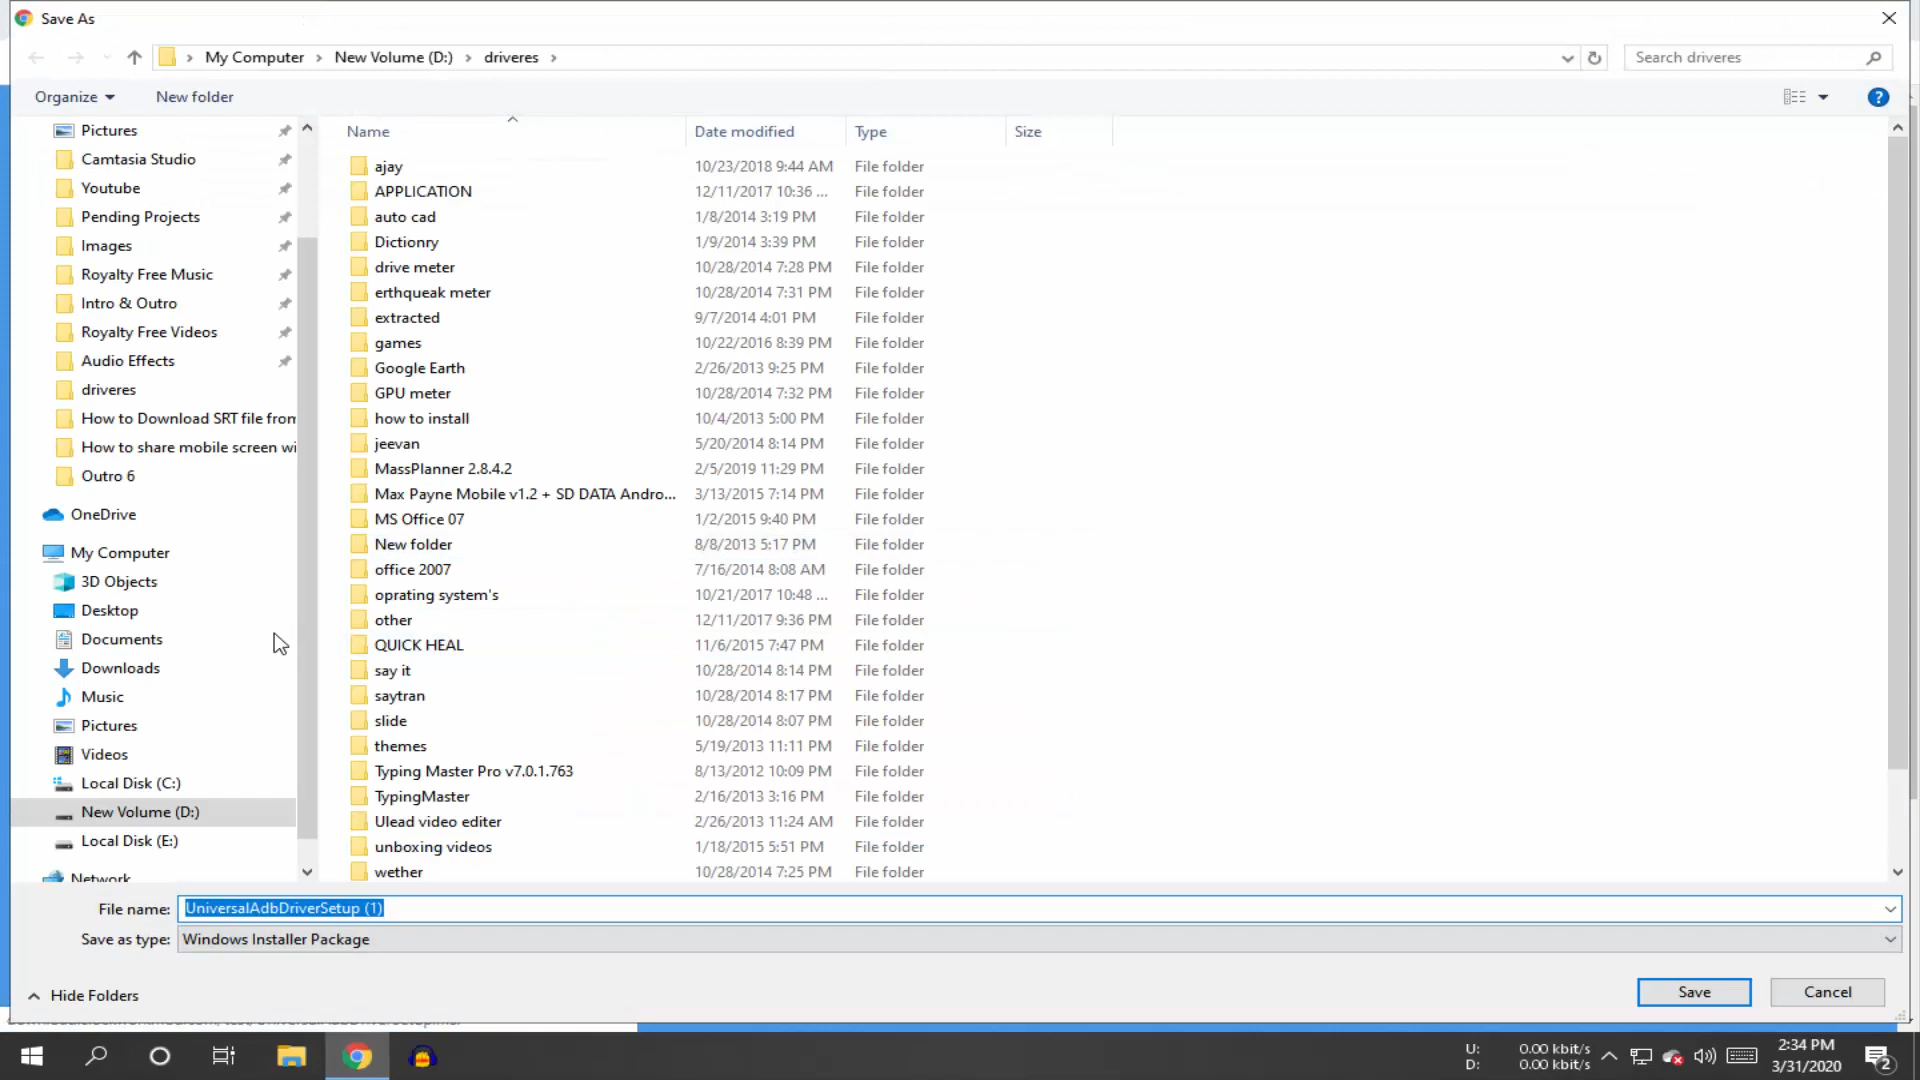 Save As
My Computer
New Volume (D:)
driveres
Search driveres
Organize
New folder
Pictures
Camtasia Studio
Youtube
Pending Projects
Images
Royalty Free Music
Intro & Outro
Royalty Free Videos
Audio Effects
driveres
How to Download SRT file from
How to share mobile screen wi
Outro 6
OneDrive
My Computer
3D Objects
Desktop
Documents
Downloads
Music
Pictures
Videos
Local Disk (C:)
New Volume (D:)
Local Disk (E:)
Network
Name Date modified Type Size
ajay 10/23/2018 9:44 AM File folder
APPLICATION 12/11/2017 10:36 ... File folder
auto cad 1/8/2014 3:19 PM File folder
Dictionry 1/9/2014 3:39 PM File folder
drive meter 10/28/2014 7:28 PM File folder
erthqueak meter 10/28/2014 7:31 PM File folder
extracted 9/7/2014 4:01 PM File folder
games 10/22/2016 8:39 PM File folder
Google Earth 2/26/2013 9:25 PM File folder
GPU meter 10/28/2014 7:32 PM File folder
how to install 10/4/2013 5:00 PM File folder
jeevan 5/20/2014 8:14 PM File folder
MassPlanner 2.8.4.2 2/5/2019 11:29 PM File folder
Max Payne Mobile v1.2 + SD DATA Andro... 3/13/2015 7:14 PM File folder
MS Office 07 1/2/2015 9:40 PM File folder
New folder 8/8/2013 5:17 PM File folder
office 2007 7/16/2014 8:08 AM File folder
oprating system's 10/21/2017 10:48 ... File folder
other 12/11/2017 9:36 PM File folder
QUICK HEAL 11/6/2015 7:47 PM File folder
say it 10/28/2014 8:14 PM File folder
saytran 10/28/2014 8:17 PM File folder
slide 10/28/2014 8:07 PM File folder
themes 5/19/2013 11:11 PM File folder
Typing Master Pro v7.0.1.763 8/13/2012 10:09 PM File folder
TypingMaster 2/16/2013 3:16 PM File folder
Ulead video editer 2/26/2013 11:24 AM File folder
unboxing videos 1/18/2015 5:51 PM File folder
wether 10/28/2014 7:25 PM File folder
File name: UniversalAdbDriverSetup (1)
Save as type: Windows Installer Package
Hide Folders
Save
Cancel
U: 0.00 kbit/s
D: 0.00 kbit/s
2:34 PM
3/31/2020
2